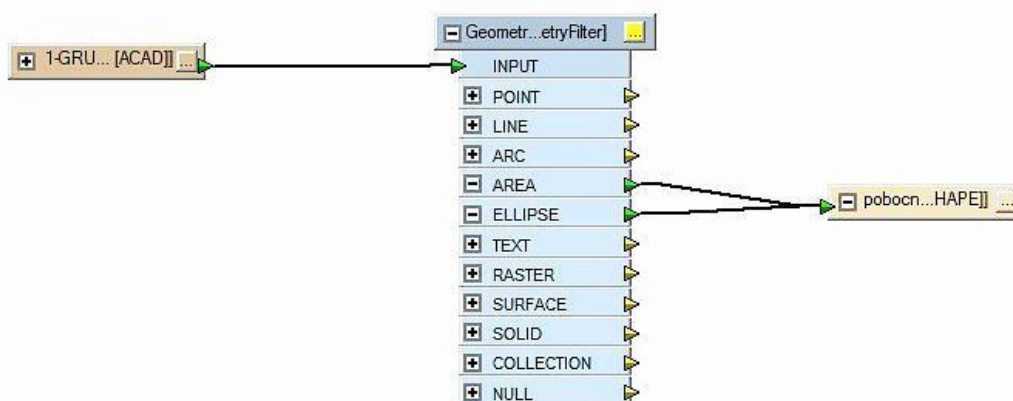 Geometr...etryFilter] ...
1-GRU... [ACAD]] ...
INPUT
POINT
LINE
ARC
AREA
ELLIPSE
pobocn...HAPE]] ...
TEXT
RASTER
SURFACE
SOLID
COLLECTION
NULL